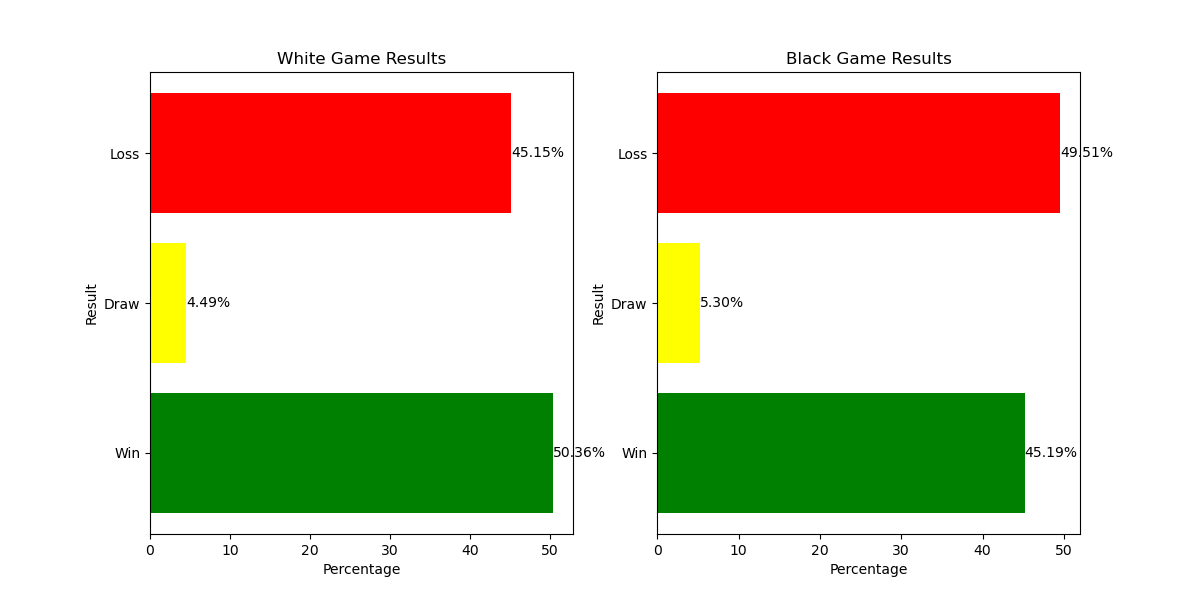 White Game Results
Loss
45.15%
Draw
4.49%
Win
50.36%
Result
0 10 20 30 40 50
Percentage
Black Game Results
Loss
49.51%
Draw
5.30%
Win
45.19%
Result
0 10 20 30 40 50
Percentage